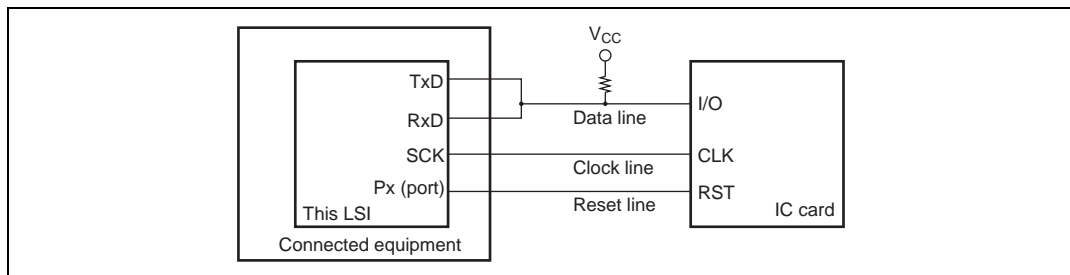 VCC
TxD
RxD
SCK
Px (port)
This LSI
Connected equipment
Data line
Clock line
Reset line
I/O
CLK
RST
IC card